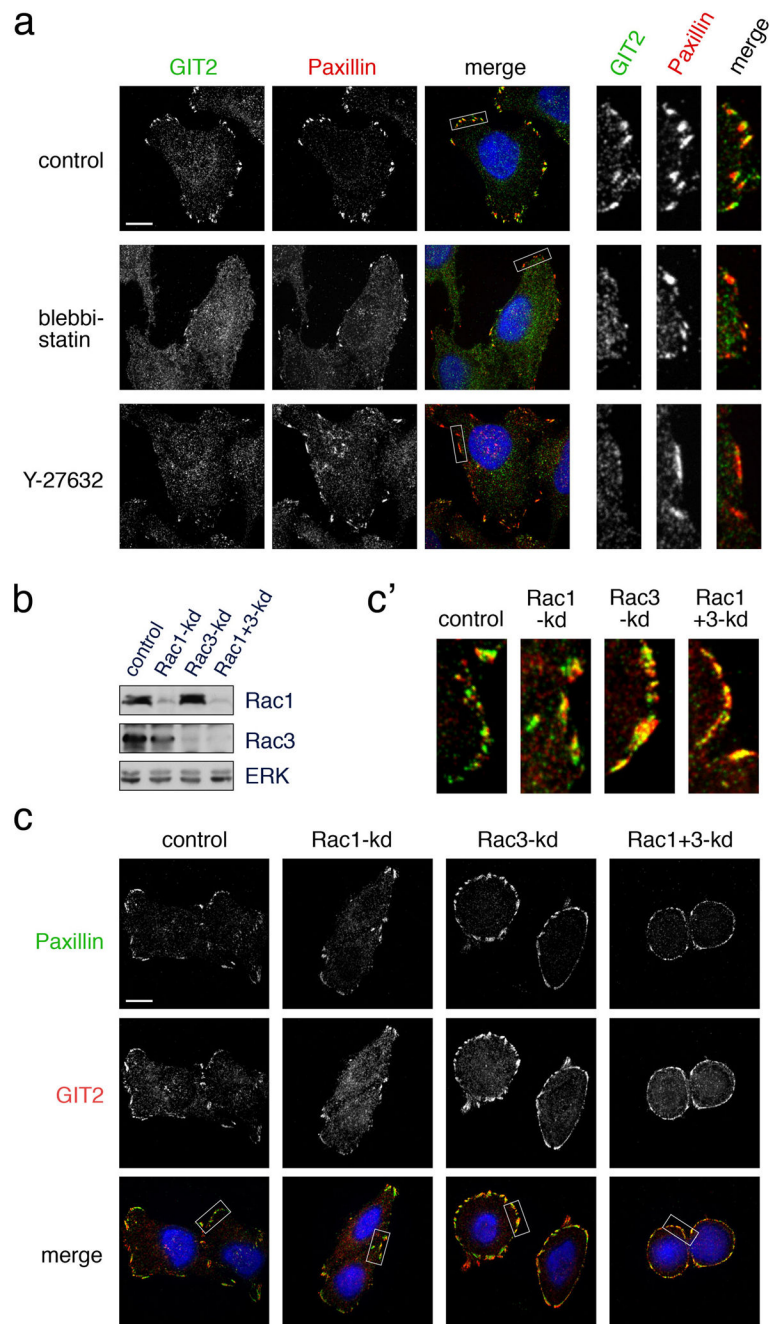 a
GIT2 Paxillin merge GIT2 Paxillin merge
control
blebbi-
statin
Y-27632
b
control Rac1-kd Rac3-kd Rac1+3-kd
Rac1
Rac3
ERK
c'
control Rac1 -kd Rac3 -kd Rac1 +3-kd
c
control Rac1-kd Rac3-kd Rac1+3-kd
Paxillin
GIT2
merge